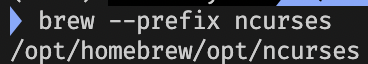 brew --prefix ncurses
/opt/homebrew/opt/ncurses